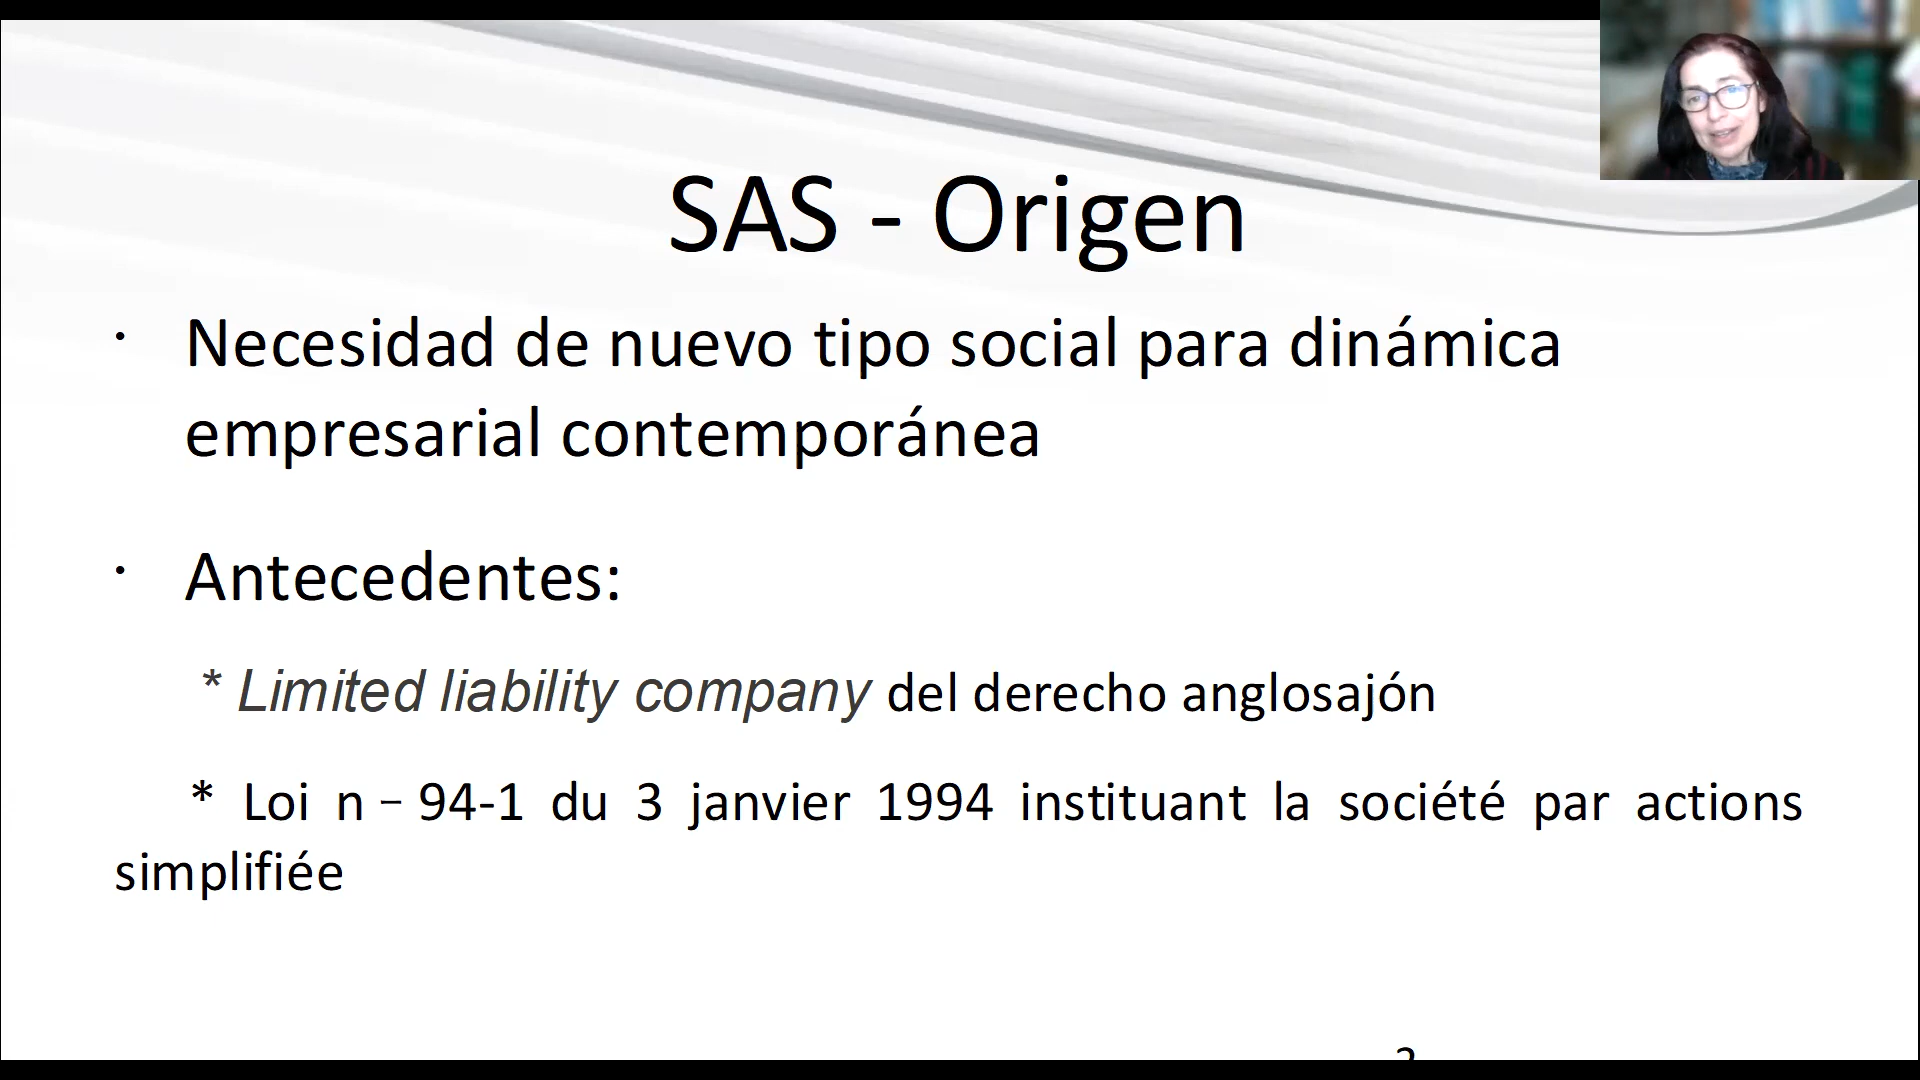 SAS - Origen
· Necesidad de nuevo tipo social para dinámica
empresarial contemporánea
· Antecedentes:
* Limited liability company del derecho anglosajón
* Loi n – 94-1 du 3 janvier 1994 instituant la société par actions
simplifiée